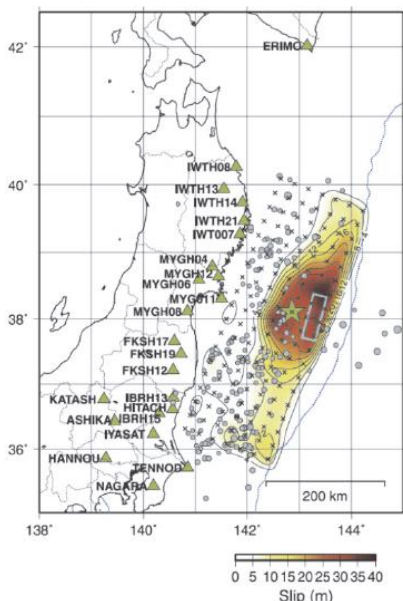 42°
ERIMO
IWTH08
40°
IWTH13
IWTH14
IWTH21
IWT007
MYGH04
MYGH12
MYGH06
MYG011
38°
MYGH08
FKSH17
FKSH19
FKSH12
KATASH
IBRH13
HITACH
ASHIKA
IBRH15
IYASAT
36°
HANNOU
TENNOD
NAGARA
200 km
138°
140°
142°
144°
0 5 10 15 20 25 30 35 40
Slip (m)